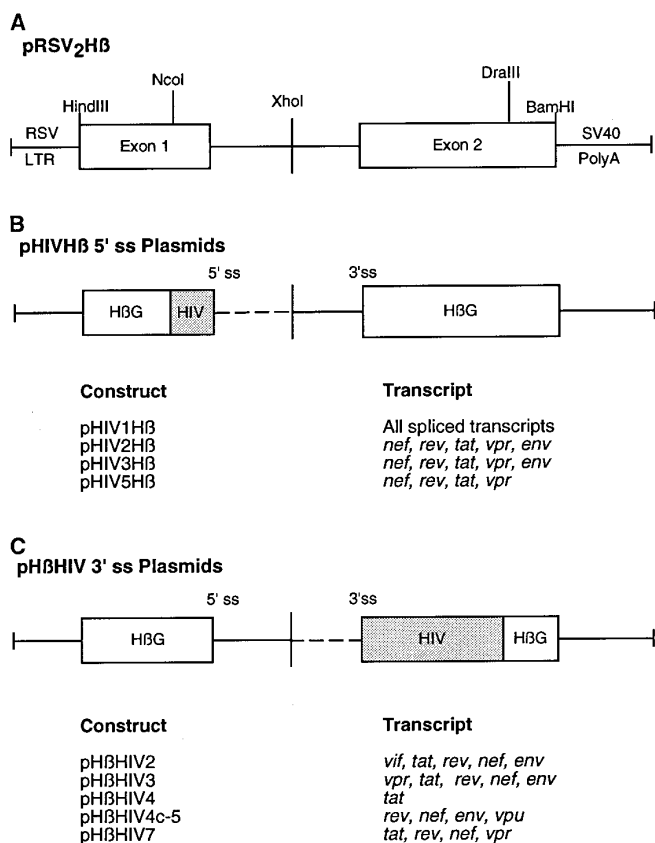 A
pRSV2Hß
NcoI
DraIII
HindIII
XhoI
BamHI
RSV
LTR
Exon 1
Exon 2
SV40
PolyA
B
pHIVHß 5' ss Plasmids
5' ss
3'ss
HßG
HIV
HßG
Construct
Transcript
pHIV1Hß
All spliced transcripts
pHIV2Hß
nef, rev, tat, vpr, env
pHIV3Hß
nef, rev, tat, vpr, env
pHIV5Hß
nef, rev, tat, vpr
C
pHßHIV 3' ss Plasmids
5' ss
3'ss
HßG
HIV
HßG
Construct
Transcript
pHßHIV2
vif, tat, rev, nef, env
pHßHIV3
vpr, tat, rev, nef, env
pHßHIV4
tat
pHßHIV4c-5
rev, nef, env, vpu
pHßHIV7
tat, rev, nef, vpr